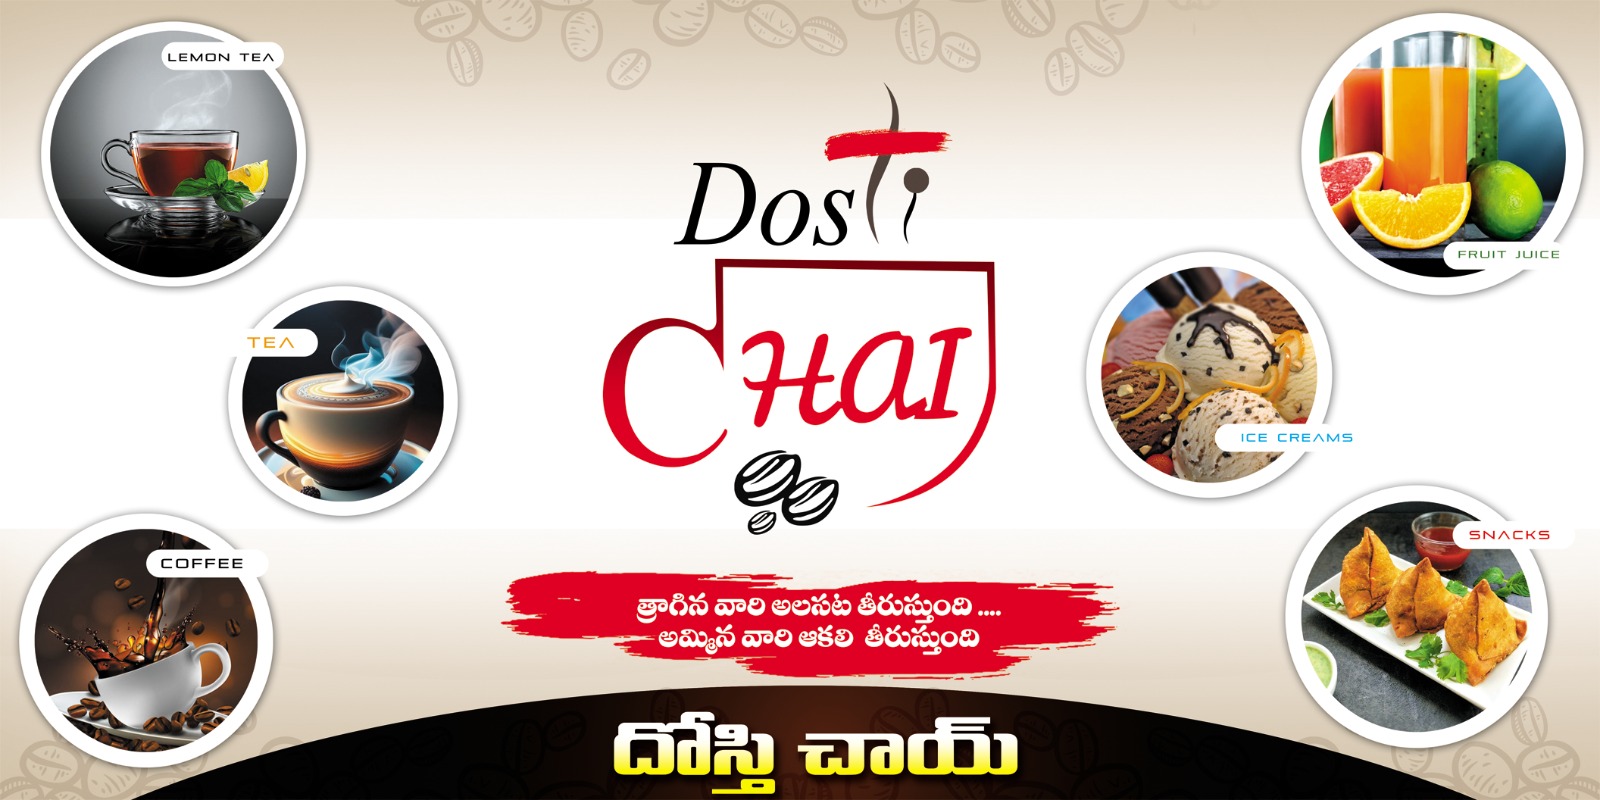 LEMON TEA
TEA
COFFEE
DosTi
CHAI
FRUIT JUICE
ICE CREAMS
SNACKS
త్రాగిన వారి అలసట తీరుస్తుంది ....
అమ్మిన వారి ఆకలి తీరుస్తుంది
దోస్తి చాయ్